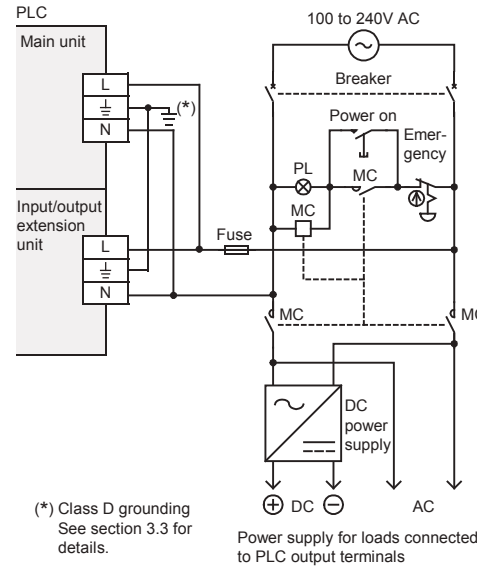 PLC
100 to 240V AC
Main unit
Breaker
L
(*)
N
Power on
Emer-
gency
PL
MC
MC
Input/output
extension
unit
Fuse
L
N
MC
MC
DC
power
supply
DC
AC
(*) Class D grounding
See section 3.3 for
details.
Power supply for loads connected
to PLC output terminals